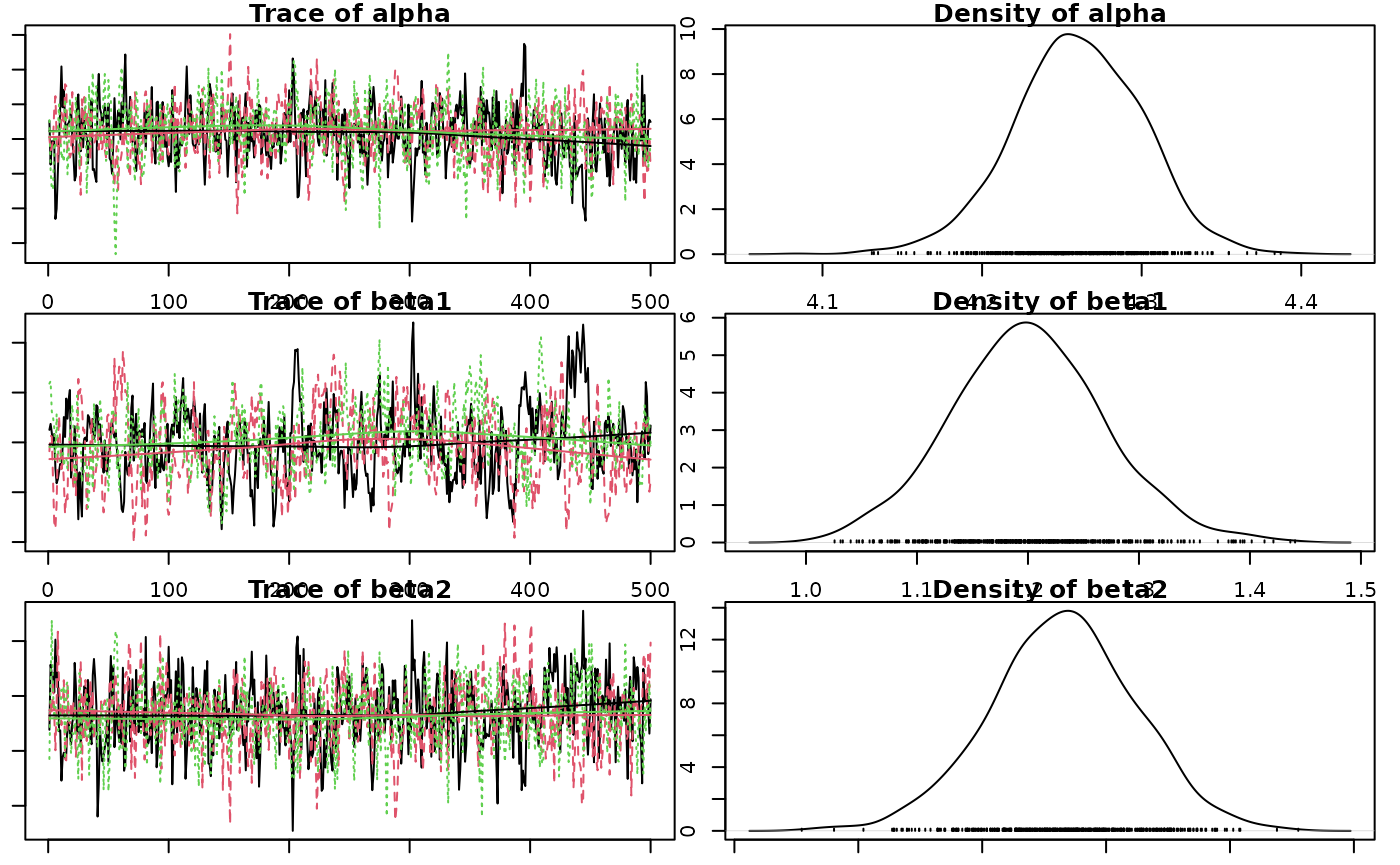 Trace of alpha
0 100 200 300 400 500
Density of alpha
0 2 4 6 8 10
4.1 4.2 4.3 4.4
Trace of beta1
0 100 200 300 400 500
Density of beta1
0 1 2 3 4 5 6
1.0 1.1 1.2 1.3 1.4 1.5
Trace of beta2
Density of beta2
0 4 8 12